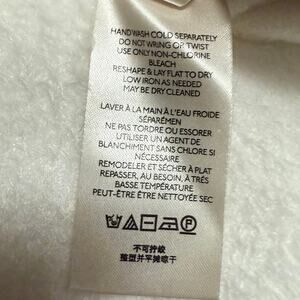 HAND WASH COLD SEPARATELY
DO NOT WRING OR TWIST
USE ONLY NON-CHLORINE
BLEACH
RESHAPE & LAY FLAT TO DRY
LOW IRON AS NEEDED
MAY BE DRY CLEANED
LAVER À LA MAIN À L'EAU FROIDE
SÉPARÉMEN
NE PAS TORDRE OU ESSORER
UTILISER UN AGENT DE
BLANCHIMENT SANS CHLORE SI
NÉCESSAIRE
REMODELER ET SÉCHER À PLAT
REPASSER, AU BESOIN, À TRÈS
BASSE TEMPÉRATURE
PEUT-ÊTRE ÊTRE NETTOYÉE SEC
P
不可拧绞
整型并平摊晾干